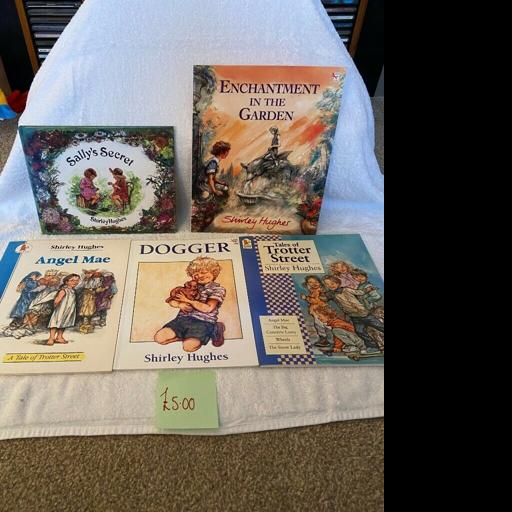 Sally's Secret
Shirley Hughes
ENCHANTMENT
IN THE
GARDEN
Shirley Hughes
Shirley Hughes
Angel Mae
A Tale of Trotter Street
DOGGER
Shirley Hughes
Tales of
Trotter
Street
Shirley Hughes
Angel Mae
The Big
Concrete Lorry
Wheels
The Snow Lady
£5.00